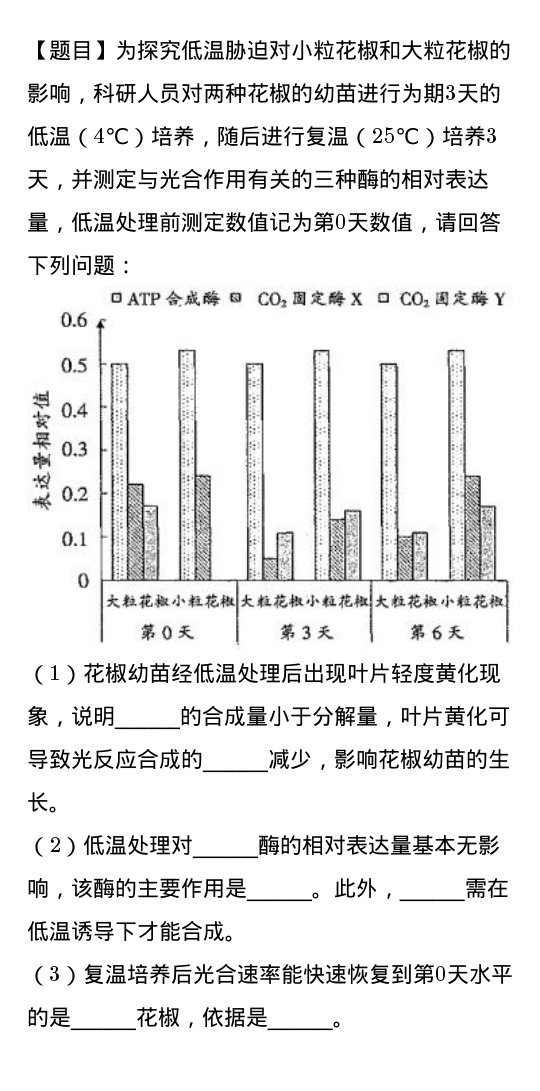 【题目】为探究低温胁迫对小粒花椒和大粒花椒的
影响，科研人员对两种花椒的幼苗进行为期3天的
低温（4℃）培养，随后进行复温（25℃）培养3
天，并测定与光合作用有关的三种酶的相对表达
量，低温处理前测定数值记为第0天数值，请回答
下列问题：
ATP合成酶 CO₂固定酶X CO₂固定酶Y
表达量相对值
0.6
0.5
0.4
0.3
0.2
0.1
0
大粒花椒小粒花椒 大粒花椒小粒花椒 大粒花椒小粒花椒
第0天 第3天 第6天
（1）花椒幼苗经低温处理后出现叶片轻度黄化现
象，说明______的合成量小于分解量，叶片黄化可
导致光反应合成的______减少，影响花椒幼苗的生
长。
（2）低温处理对______酶的相对表达量基本无影
响，该酶的主要作用是______。此外，______需在
低温诱导下才能合成。
（3）复温培养后光合速率能快速恢复到第0天水平
的是______花椒，依据是______。